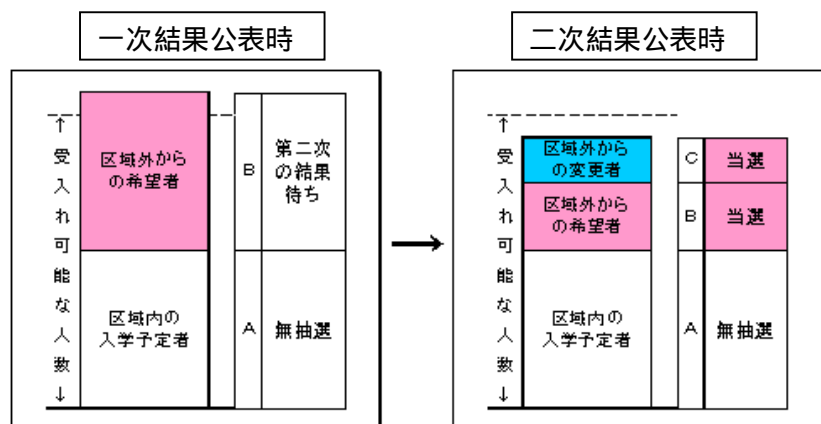 一次結果公表時
二次結果公表時
↑
受
入
れ
可
能
な
人
数
↓
区域外から
の希望者
B
第二次
の結果
待ち
区域内の
入学予定者
A
無抽選
↑
受
入
れ
可
能
な
人
数
↓
区域外から
の変更者
C
当選
区域外から
の希望者
B
当選
区域内の
入学予定者
A
無抽選